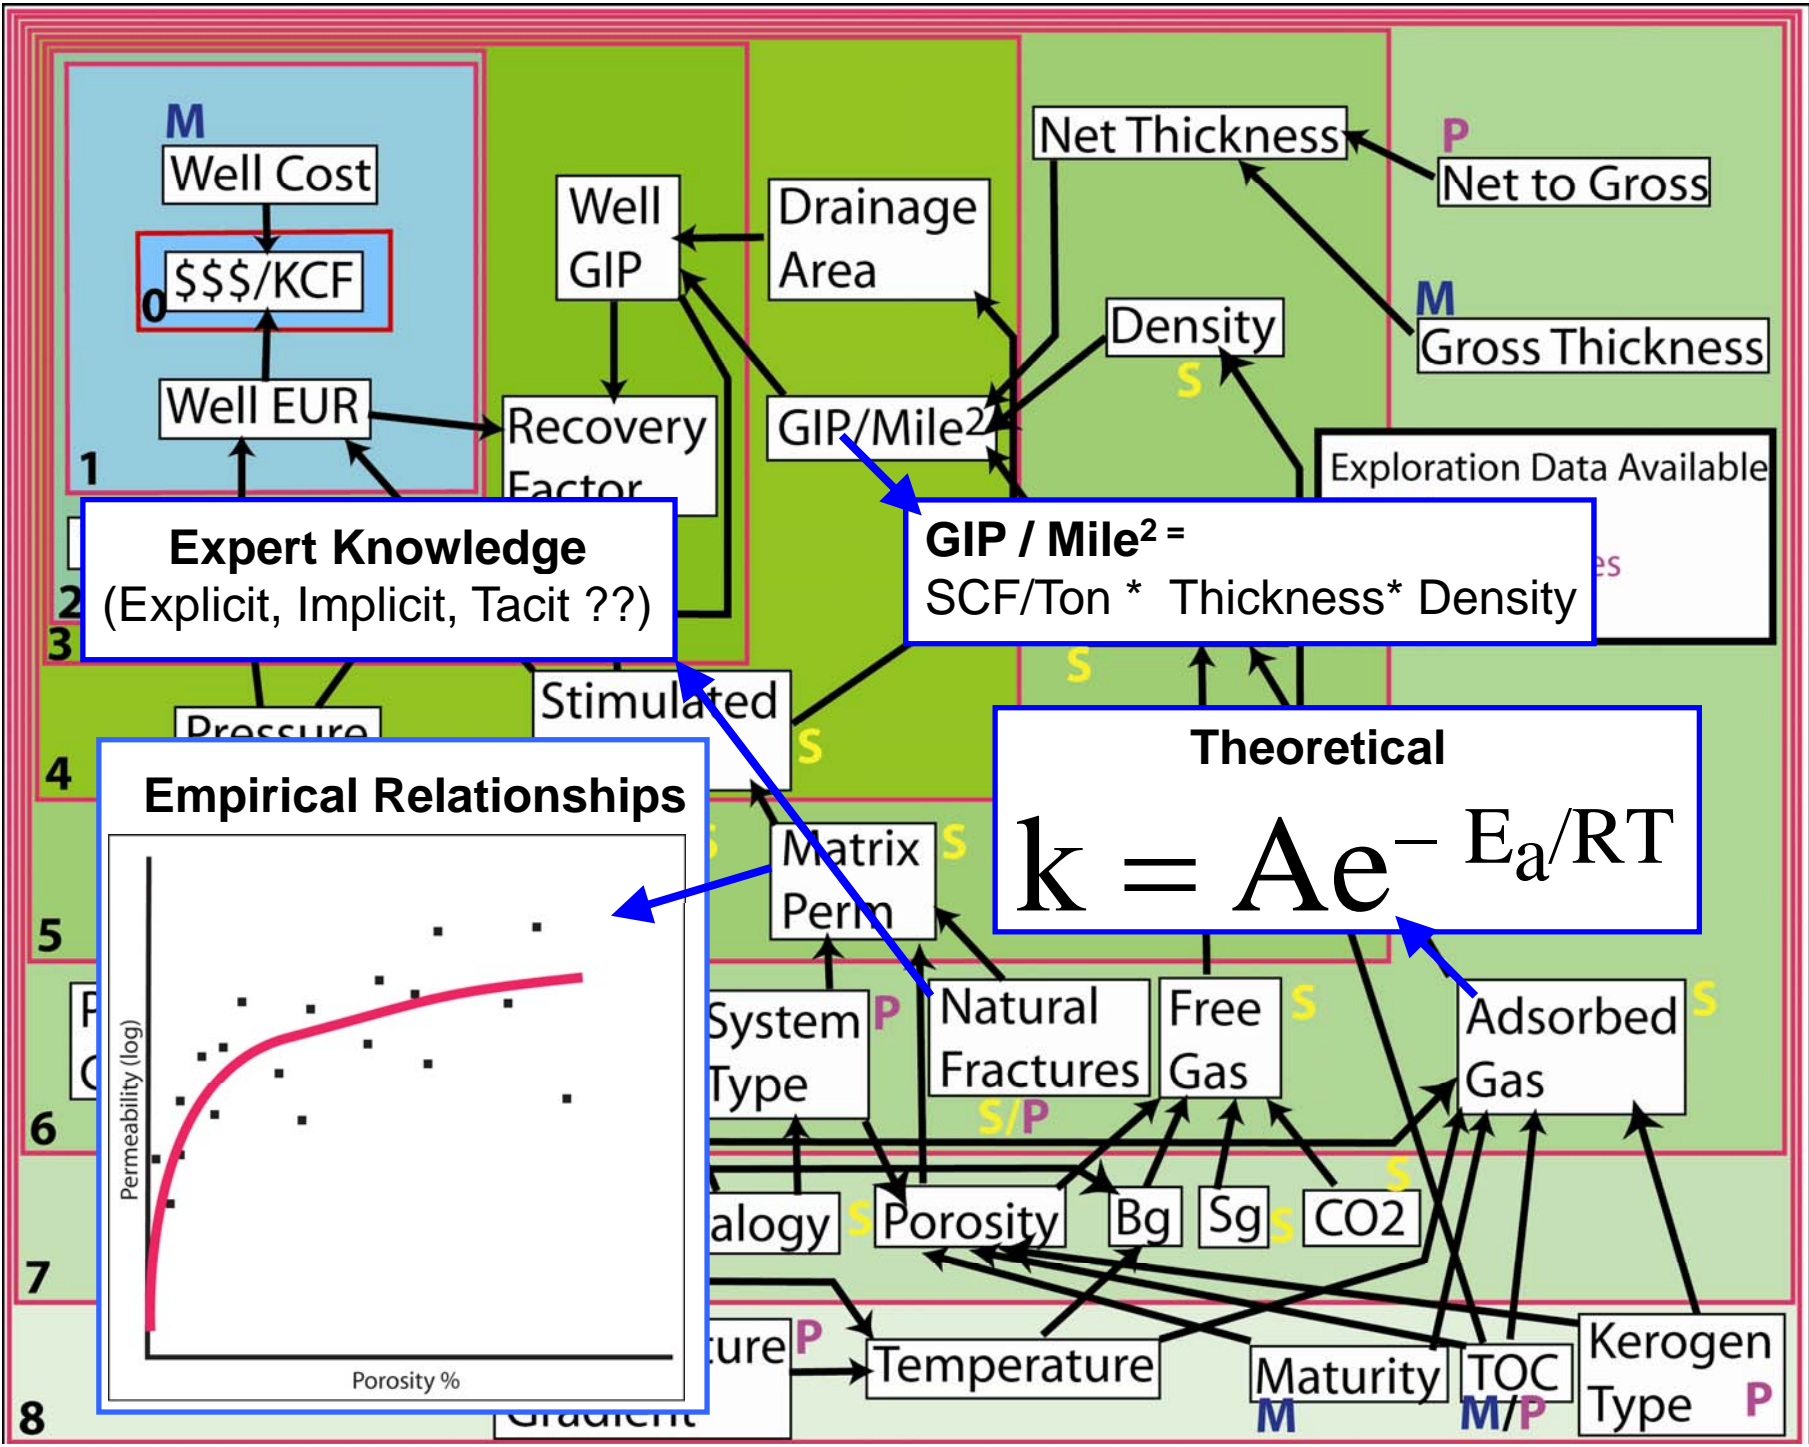 M
Well Cost
$$$/KCF
0
Well EUR
1
Well
GIP
Drainage
Area
Recovery
Factor
GIP/Mile2
Net Thickness
P
Net to Gross
M
Gross Thickness
Density
S
Exploration Data Available
es
Expert Knowledge
(Explicit, Implicit, Tacit ??)
2
3
GIP / Mile2 =
SCF/Ton * Thickness* Density
S
Pressure
Stimulated
S
4
Theoretical
k = Ae– Ea/RT
Empirical Relationships
Permeability (log)
Porosity %
S
Matrix
Perm
S
5
System
Type
P
Natural
Fractures
S/P
Free
Gas
S
Adsorbed
Gas
S
6
alogy
S
Porosity
Bg
Sg
S
CO2
S
7
ure
P
Gradient
Temperature
Maturity
M
TOC
M/P
Kerogen
Type
P
8